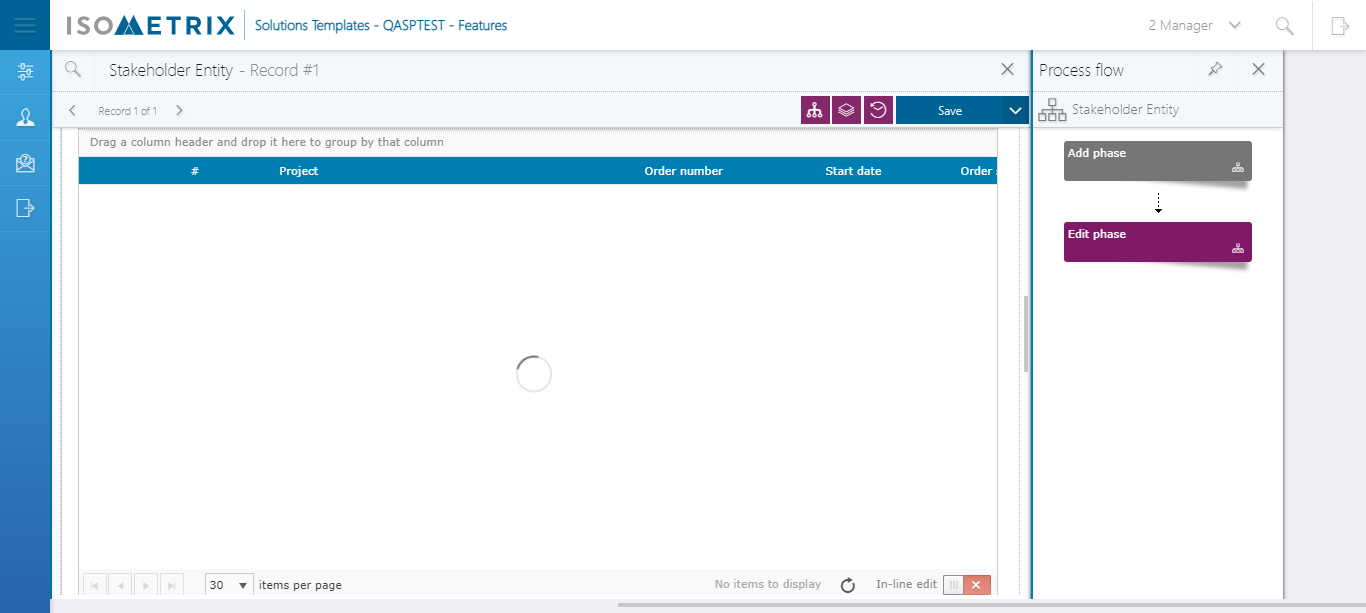 ISOMETRIX Solutions Templates - QASPTEST - Features 2 Manager
Stakeholder Entity - Record #1 Process flow
Record 1 of 1 Save Stakeholder Entity
Drag a column header and drop it here to group by that column
# Project Order number Start date Order
Add phase
Edit phase
30 items per page No items to display In-line edit